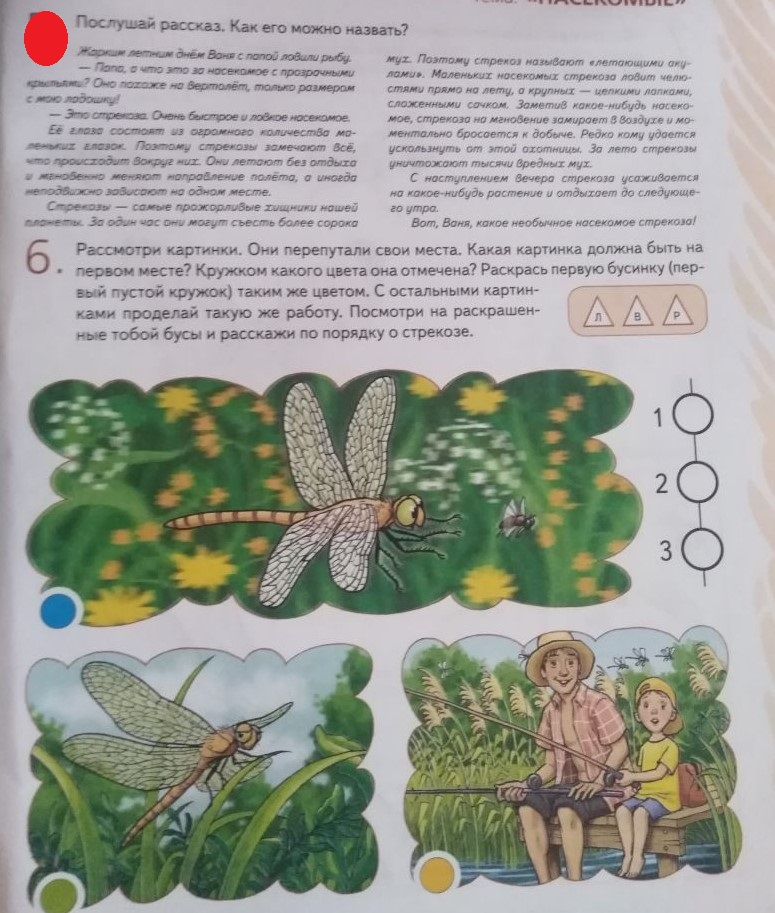 Тема: «НАСЕКОМЫЕ»
Послушай рассказ. Как его можно назвать?
Жарким летним днём Ваня с папой ловили рыбу.
— Папа, а что это за насекомое с прозрачными
крыльями? Оно похоже на вертолёт, только размером
с мою ладошку!
— Это стрекоза. Очень быстрое и ловкое насекомое.
Её глаза состоят из огромного количества ма-
леньких глазок. Поэтому стрекозы замечают всё,
что происходит вокруг них. Они летают без отдыха
и мгновенно меняют направление полёта, а иногда
неподвижно зависают на одном месте.
Стрекозы — самые прожорливые хищники нашей
планеты. За один час они могут съесть более сорока
мух. Поэтому стрекоз называют «летающими аку-
лами». Маленьких насекомых стрекоза ловит челю-
стями прямо на лету, а крупных — цепкими лапками,
сложенными сачком. Заметив какое-нибудь насеко-
мое, стрекоза на мгновение замирает в воздухе и мо-
ментально бросается к добыче. Редко кому удаётся
ускользнуть от этой охотницы. За лето стрекозы
уничтожают тысячи вредных мух.
С наступлением вечера стрекоза усаживается
на какое-нибудь растение и отдыхает до следующе-
го утра.
Вот, Ваня, какое необычное насекомое стрекоза!
6.
Рассмотри картинки. Они перепутали свои места. Какая картинка должна быть на
первом месте? Кружком какого цвета она отмечена? Раскрась первую бусинку (пер-
вый пустой кружок) таким же цветом. С остальными картин-
ками проделай такую же работу. Посмотри на раскрашен-
ные тобой бусы и расскажи по порядку о стрекозе.
Л В Р
1
2
3